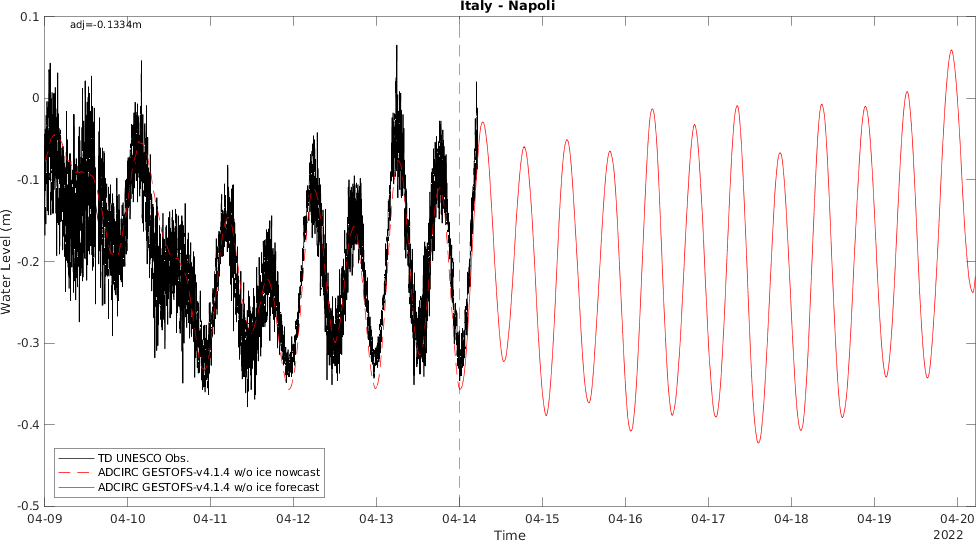 Italy - Napoli
adj=-0.1334m
0.1
0
-0.1
-0.2
-0.3
-0.4
-0.5
Water Level (m)
TD UNESCO Obs.
ADCIRC GESTOFS-v4.1.4 w/o ice nowcast
ADCIRC GESTOFS-v4.1.4 w/o ice forecast
04-09 04-10 04-11 04-12 04-13 04-14 04-15 04-16 04-17 04-18 04-19 04-20
Time
2022